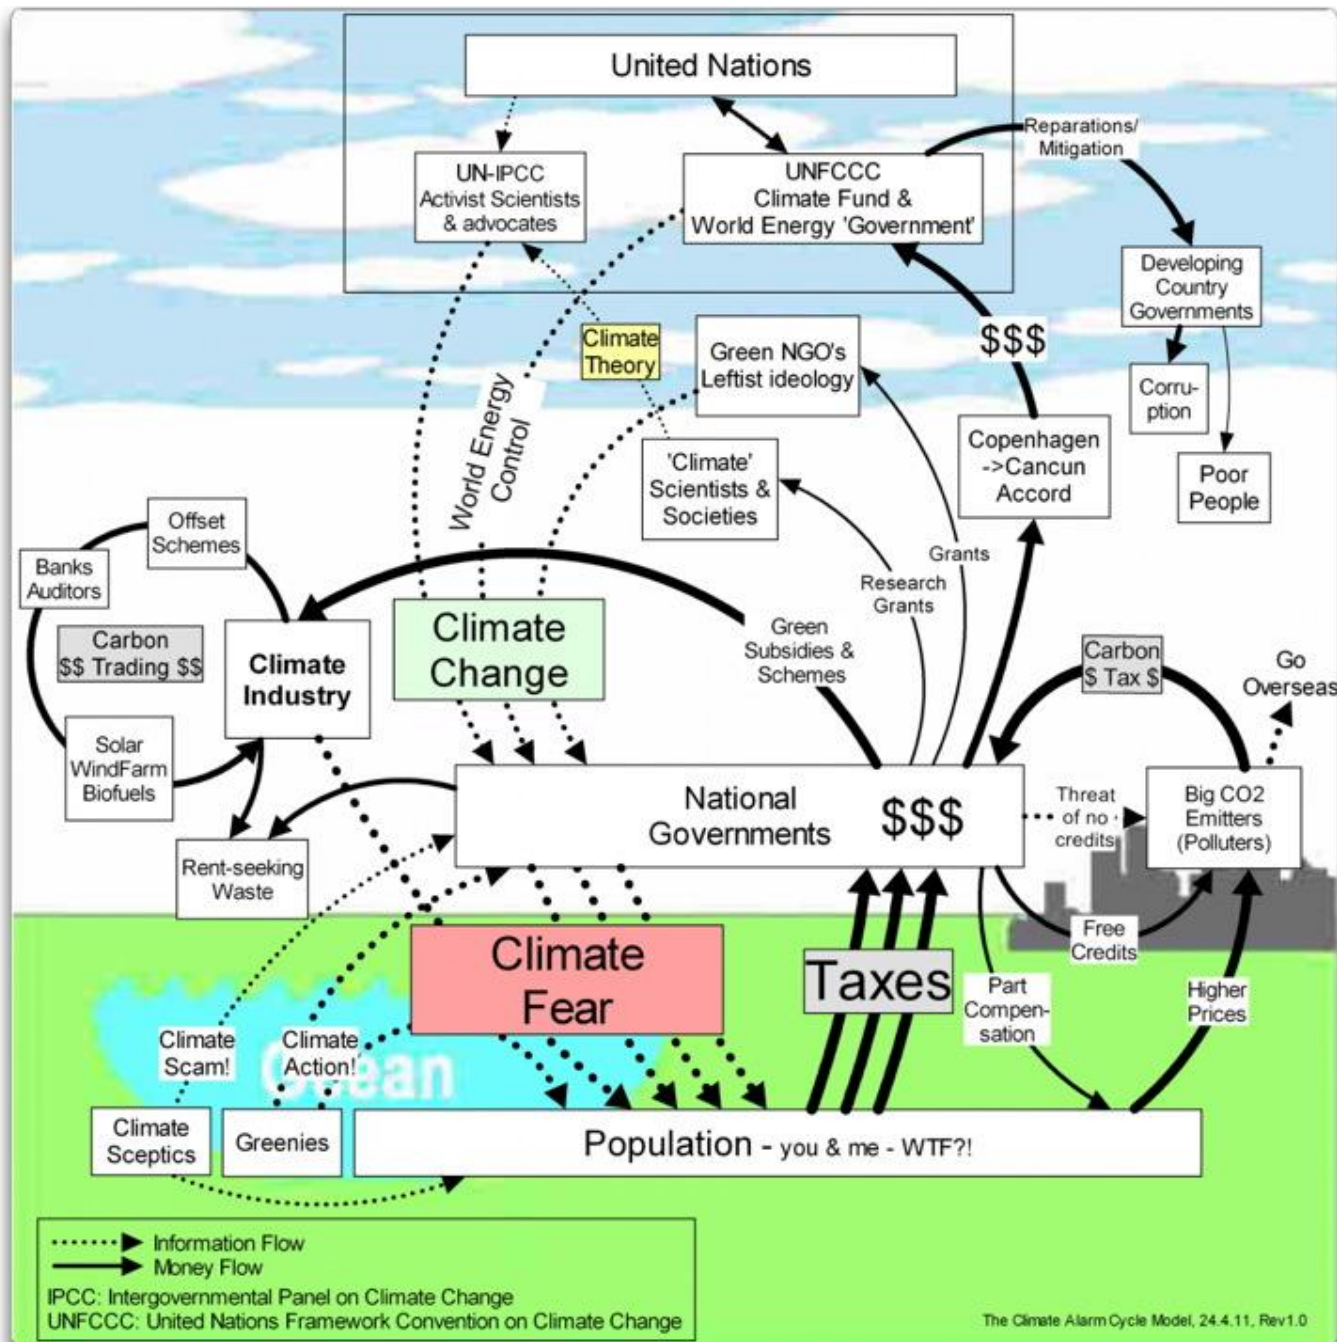 United Nations
UN-IPCC
Activist Scientists
& advocates
UNFCCC
Climate Fund &
World Energy 'Government'
Reparations/
Mitigation
Developing
Country
Governments
Climate
Theory
Green NGO's
Leftist ideology
$$$
Corru-
ption
World Energy
Control
'Climate'
Scientists &
Societies
Copenhagen
->Cancun
Accord
Poor
People
Offset
Schemes
Banks
Auditors
Grants
Research
Grants
Carbon
$$ Trading $$
Climate
Industry
Climate
Change
Green
Subsidies &
Schemes
Carbon
$ Tax $
Go
Overseas
Solar
WindFarm
Biofuels
National
Governments
$$$
Threat
of no
credits
Big CO2
Emitters
(Polluters)
Rent-seeking
Waste
Climate
Fear
Taxes
Free
Credits
Part
Compen-
sation
Higher
Prices
Climate
Scam!
Climate
Action!
Ocean
Climate
Sceptics
Greenies
Population - you & me - WTF?!
Information Flow
Money Flow
IPCC: Intergovernmental Panel on Climate Change
UNFCCC: United Nations Framework Convention on Climate Change
The Climate Alarm Cycle Model, 24.4.11, Rev1.0